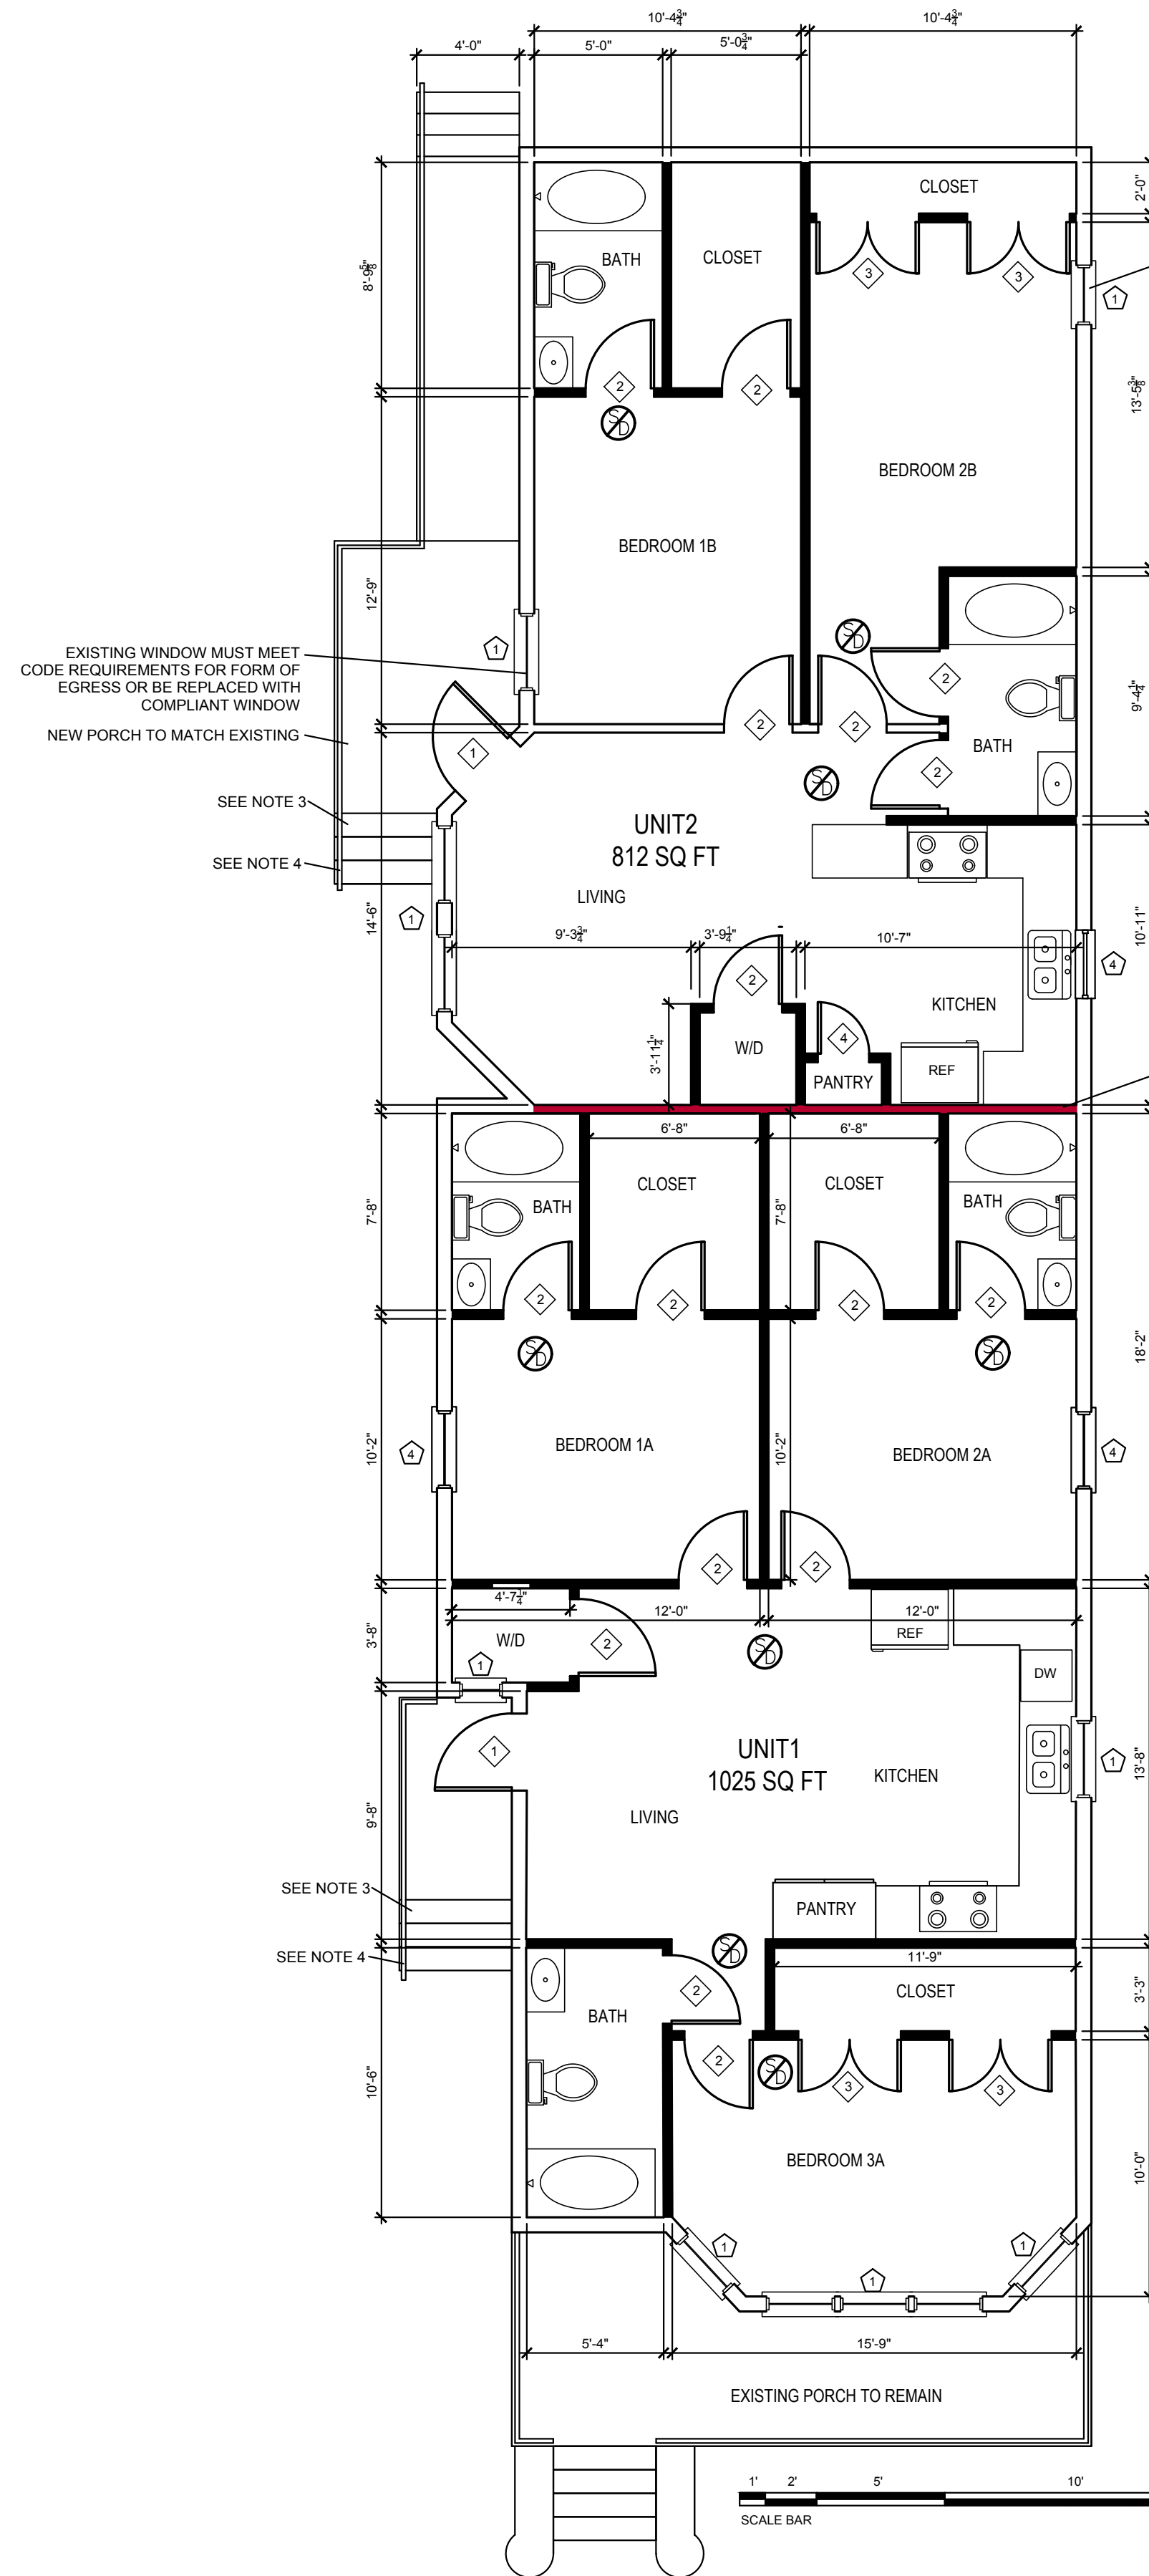 10'-4¾" 10'-4¾"
4'-0" 5'-0" 5'-0¾"
CLOSET
2'-0"
BATH
CLOSET
8'-9⅝"
3 3
1
2 2
SD
13'-5⅜"
BEDROOM 2B
BEDROOM 1B
12'-9"
EXISTING WINDOW MUST MEET
CODE REQUIREMENTS FOR FORM OF
EGRESS OR BE REPLACED WITH
COMPLIANT WINDOW
1
SD
2
9'-4¼"
NEW PORCH TO MATCH EXISTING
1
2 2
BATH
2
SD
SEE NOTE 3
SEE NOTE 4
UNIT2
812 SQ FT
LIVING
14'-6"
1
9'-3¾" 3'-9¼" 10'-7"
10'-11"
4
2
KITCHEN
3'-11¼"
W/D
4
PANTRY
REF
6'-8" 6'-8"
CLOSET CLOSET
BATH BATH
7'-8" 7'-8"
2 2 2 2
SD SD
18'-2"
BEDROOM 1A
BEDROOM 2A
10'-2" 10'-2"
4 4
2 2
4'-7¼"
12'-0" 12'-0"
3'-8"
W/D
2
SD
REF
1
DW
1
UNIT1
1025 SQ FT
KITCHEN
1
13'-8"
LIVING
9'-8"
SEE NOTE 3
SEE NOTE 4
PANTRY
SD
11'-9"
CLOSET
3'-3"
2
BATH
2
SD
3 3
10'-6"
BEDROOM 3A
10'-0"
1 1
1
5'-4" 15'-9"
EXISTING PORCH TO REMAIN
1' 2' 5' 10'
SCALE BAR